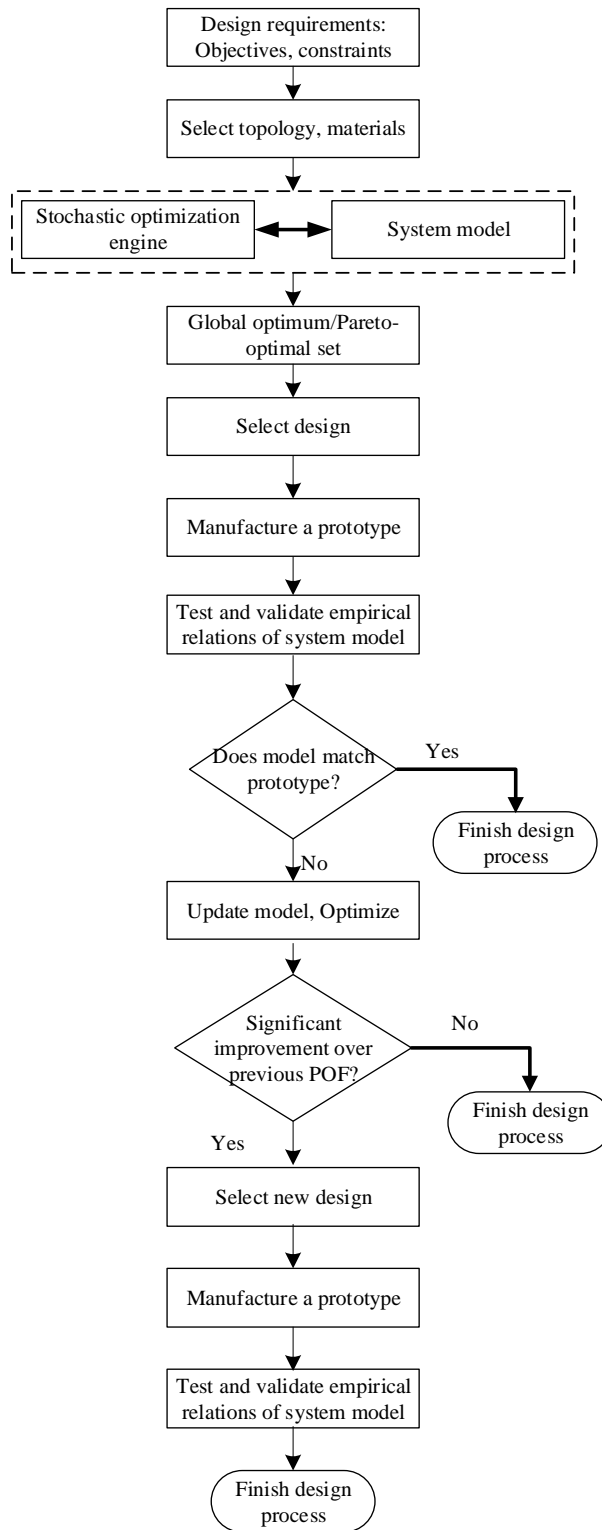 Design requirements:
Objectives, constraints
Select topology, materials
Stochastic optimization
engine
System model
Global optimum/Pareto-
optimal set
Select design
Manufacture a prototype
Test and validate empirical
relations of system model
Does model match
prototype?
Yes
Finish design
process
No
Update model, Optimize
Significant
improvement over
previous POF?
No
Finish design
process
Yes
Select new design
Manufacture a prototype
Test and validate empirical
relations of system model
Finish design
process